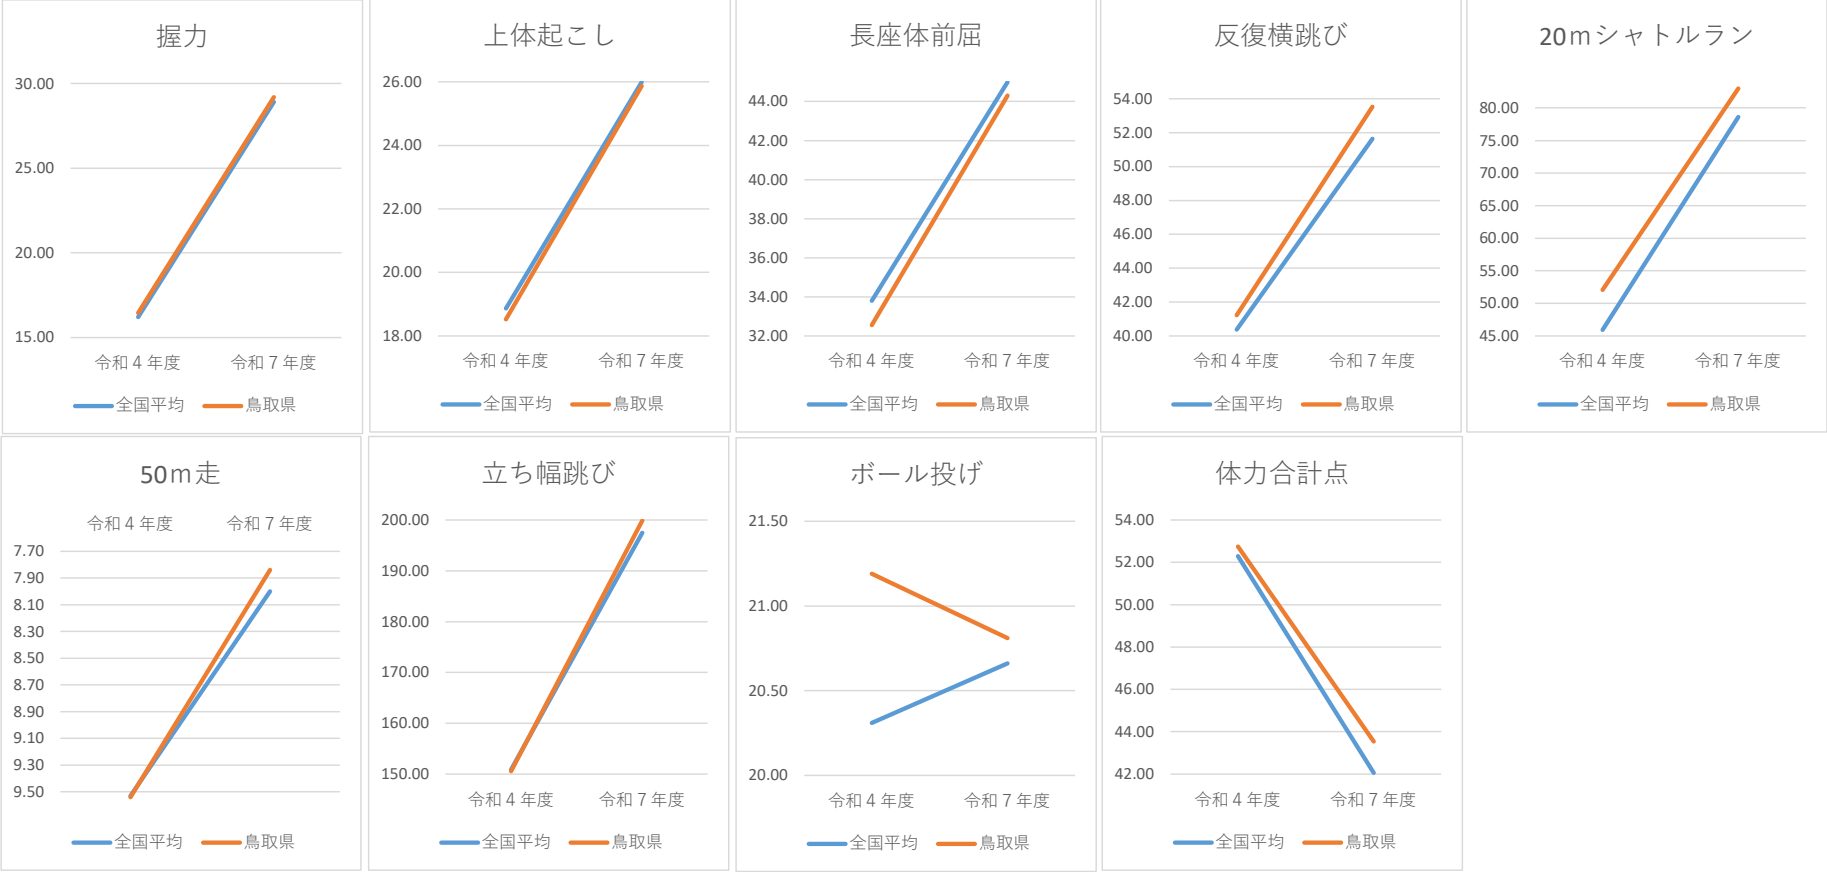 握力
30.00
25.00
20.00
15.00
令和４年度 令和７年度
全国平均 鳥取県
上体起こし
26.00
24.00
22.00
20.00
18.00
令和４年度 令和７年度
全国平均 鳥取県
長座体前屈
44.00
42.00
40.00
38.00
36.00
34.00
32.00
令和４年度 令和７年度
全国平均 鳥取県
反復横跳び
54.00
52.00
50.00
48.00
46.00
44.00
42.00
40.00
令和４年度 令和７年度
全国平均 鳥取県
20ｍシャトルラン
80.00
75.00
70.00
65.00
60.00
55.00
50.00
45.00
令和４年度 令和７年度
全国平均 鳥取県
50ｍ走
令和４年度 令和７年度
7.70
7.90
8.10
8.30
8.50
8.70
8.90
9.10
9.30
9.50
全国平均 鳥取県
立ち幅跳び
200.00
190.00
180.00
170.00
160.00
150.00
令和４年度 令和７年度
全国平均 鳥取県
ボール投げ
21.50
21.00
20.50
20.00
令和４年度 令和７年度
全国平均 鳥取県
体力合計点
54.00
52.00
50.00
48.00
46.00
44.00
42.00
令和４年度 令和７年度
全国平均 鳥取県